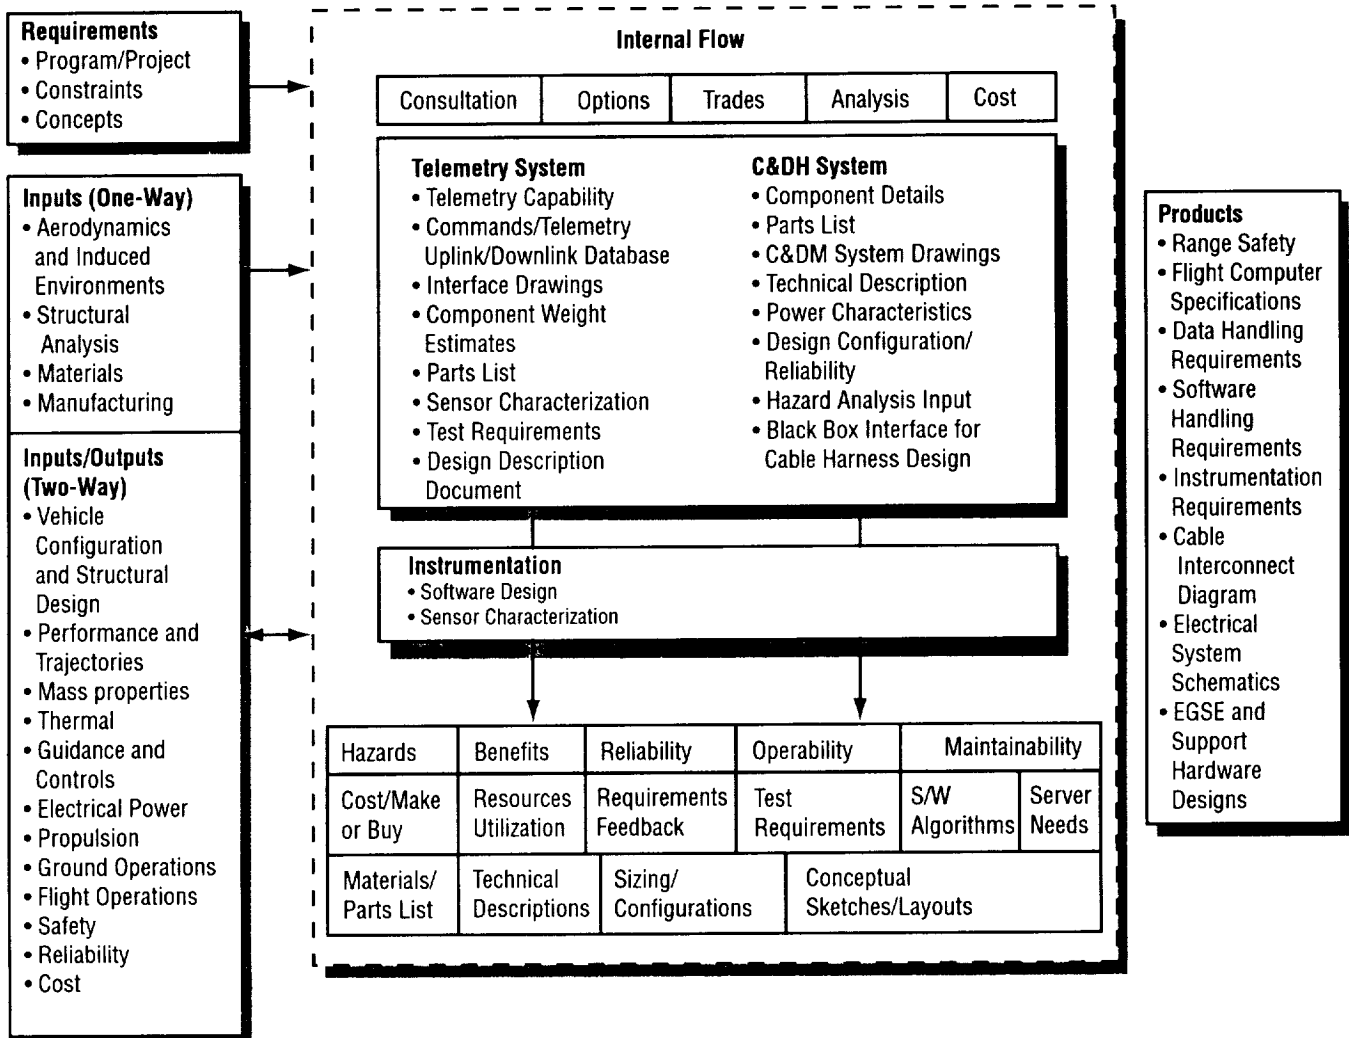 Requirements
• Program/Project
• Constraints
• Concepts
Inputs (One-Way)
• Aerodynamics
and Induced
Environments
• Structural
Analysis
• Materials
• Manufacturing
Inputs/Outputs
(Two-Way)
• Vehicle
Configuration
and Structural
Design
• Performance and
Trajectories
• Mass properties
• Thermal
• Guidance and
Controls
• Electrical Power
• Propulsion
• Ground Operations
• Flight Operations
• Safety
• Reliability
• Cost
Internal Flow
Consultation
Options
Trades
Analysis
Cost
Telemetry System
• Telemetry Capability
• Commands/Telemetry
Uplink/Downlink Database
• Interface Drawings
• Component Weight
Estimates
• Parts List
• Sensor Characterization
• Test Requirements
• Design Description
Document
C&DH System
• Component Details
• Parts List
• C&DM System Drawings
• Technical Description
• Power Characteristics
• Design Configuration/
Reliability
• Hazard Analysis Input
• Black Box Interface for
Cable Harness Design
Instrumentation
• Software Design
• Sensor Characterization
Hazards
Benefits
Reliability
Operability
Maintainability
Cost/Make
or Buy
Resources
Utilization
Requirements
Feedback
Test
Requirements
S/W
Algorithms
Server
Needs
Materials/
Parts List
Technical
Descriptions
Sizing/
Configurations
Conceptual
Sketches/Layouts
Products
• Range Safety
• Flight Computer
Specifications
• Data Handling
Requirements
• Software
Handling
Requirements
• Instrumentation
Requirements
• Cable
Interconnect
Diagram
• Electrical
System
Schematics
• EGSE and
Support
Hardware
Designs